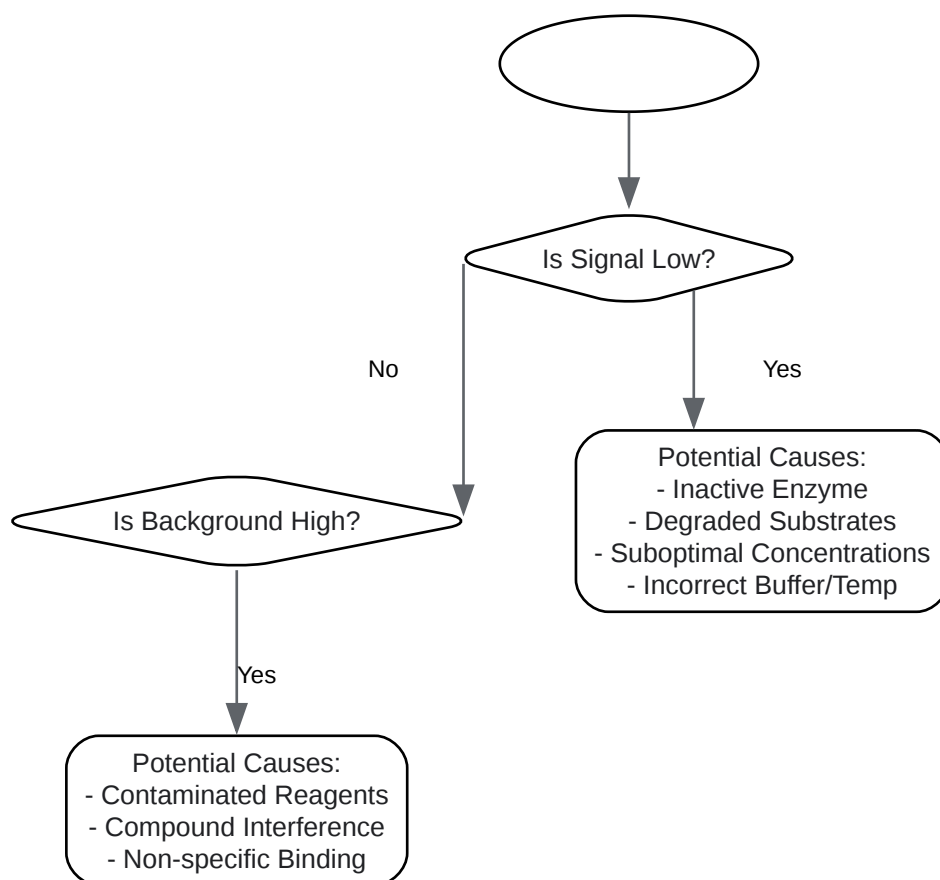 Is Signal Low?
No
Yes
Potential Causes:
- Inactive Enzyme
- Degraded Substrates
- Suboptimal Concentrations
- Incorrect Buffer/Temp
Is Background High?
Yes
Potential Causes:
- Contaminated Reagents
- Compound Interference
- Non-specific Binding